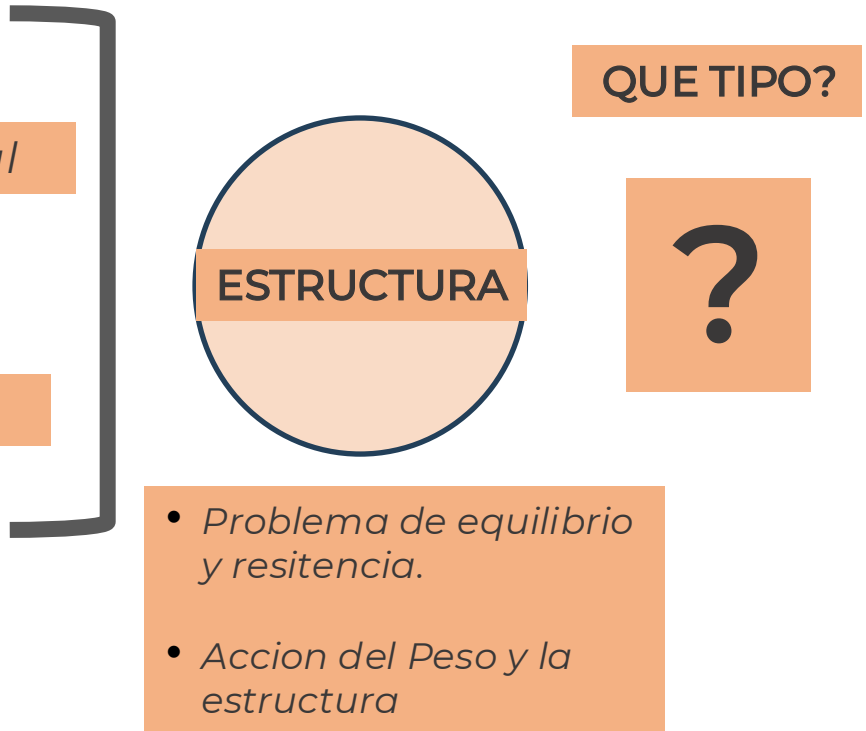 QUE TIPO?
ESTRUCTURA
?
• Problema de equilibrio
y resitencia.
• Accion del Peso y la
estructura